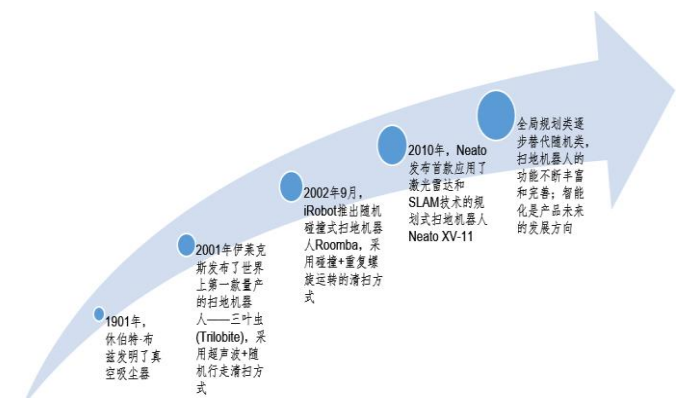 1901年，
休伯特·布
兹发明了真
空吸尘器
2001年伊莱克
斯发布了世界
上第一款量产
的扫地机器
人——三叶虫
(Trilobite)，采
用超声波+随
机行走清扫方
式
2002年9月，
iRobot推出随机
碰撞式扫地机器
人Roomba，采
用碰撞+重复螺
旋运转的清扫方
式
2010年，Neato
发布首款应用了
激光雷达和
SLAM技术的规
划式扫地机器人
Neato XV-11
全局规划类逐
步替代随机类，
扫地机器人的
功能不断丰富
和完善；智能
化是产品未来
的发展方向